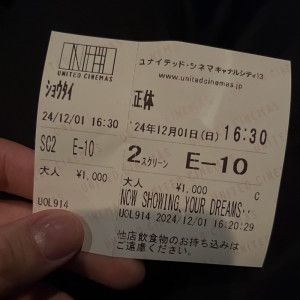 UNITED CINEMAS
ショウタイ
24/12/01 16:30
SC2 E-10
大人 ¥1,000
UOL914
ユナイテッド・シネマキャナルシティ13
www.unitedcinemas.jp
正体
'24年12月01日(日) 16:30
2スクリーン E-10
大人 ¥1,000 C
NOW SHOWING, YOUR DREAMS・・
UOL914 2024/12/01 16:20:29
他店飲食物のお持ち込みは
ご遠慮ください。